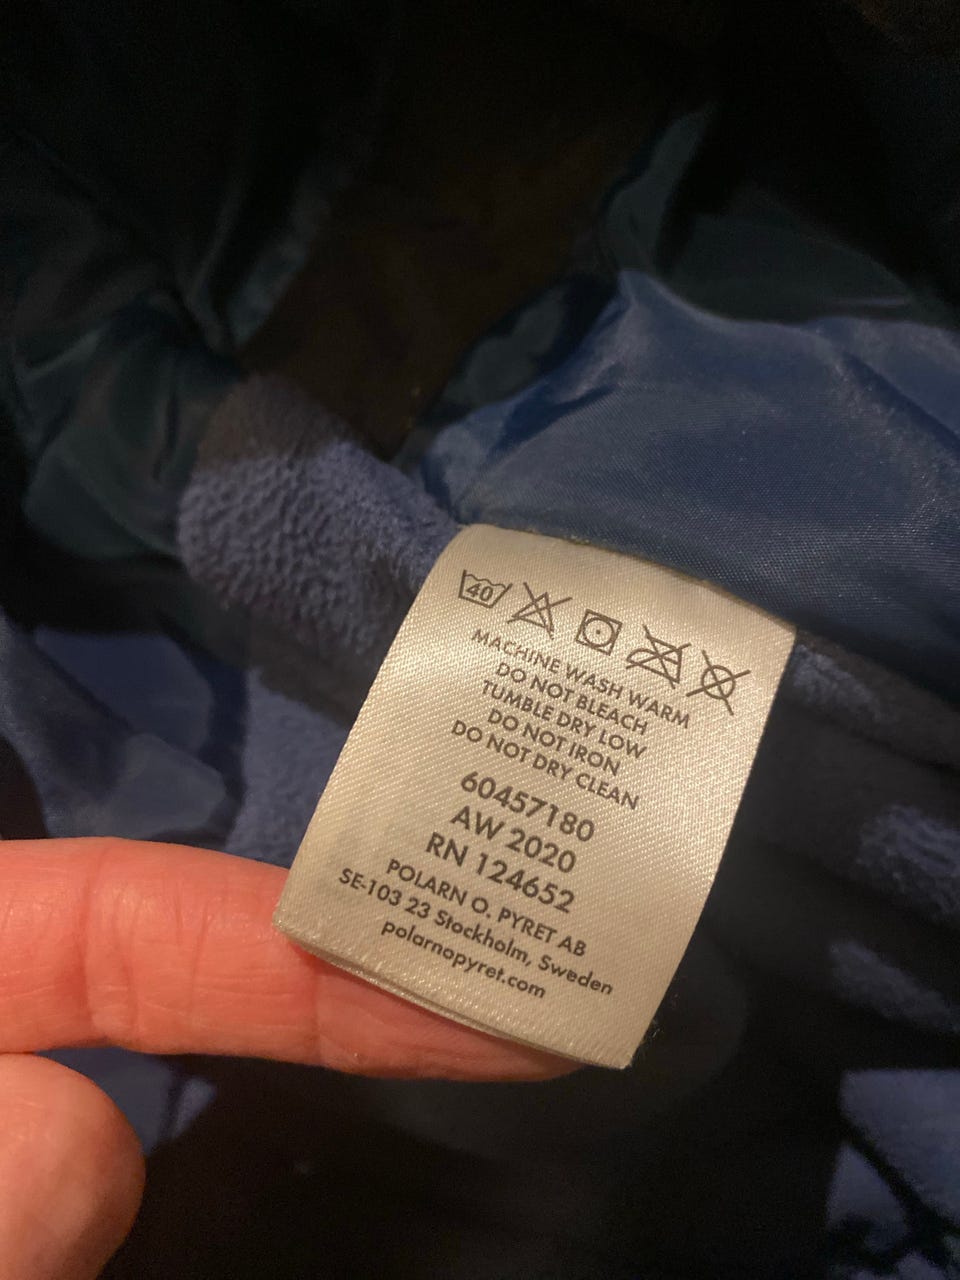 40
MACHINE WASH WARM
DO NOT BLEACH
TUMBLE DRY LOW
DO NOT IRON
DO NOT DRY CLEAN
60457180
AW 2020
RN 124652
POLARN O. PYRET AB
SE-103 23 Stockholm, Sweden
polarnopyret.com